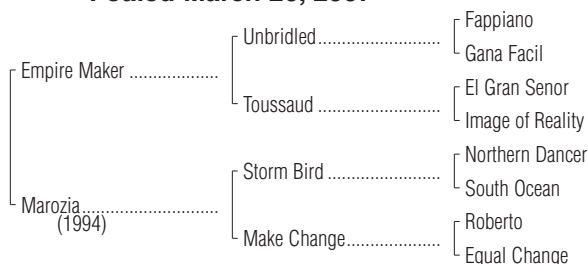 Fappiano
Unbridled
Gana Facil
Empire Maker
El Gran Senor
Toussaud
Image of Reality
Northern Dancer
Storm Bird
South Ocean
Marozia
(1994)
Roberto
Make Change
Equal Change